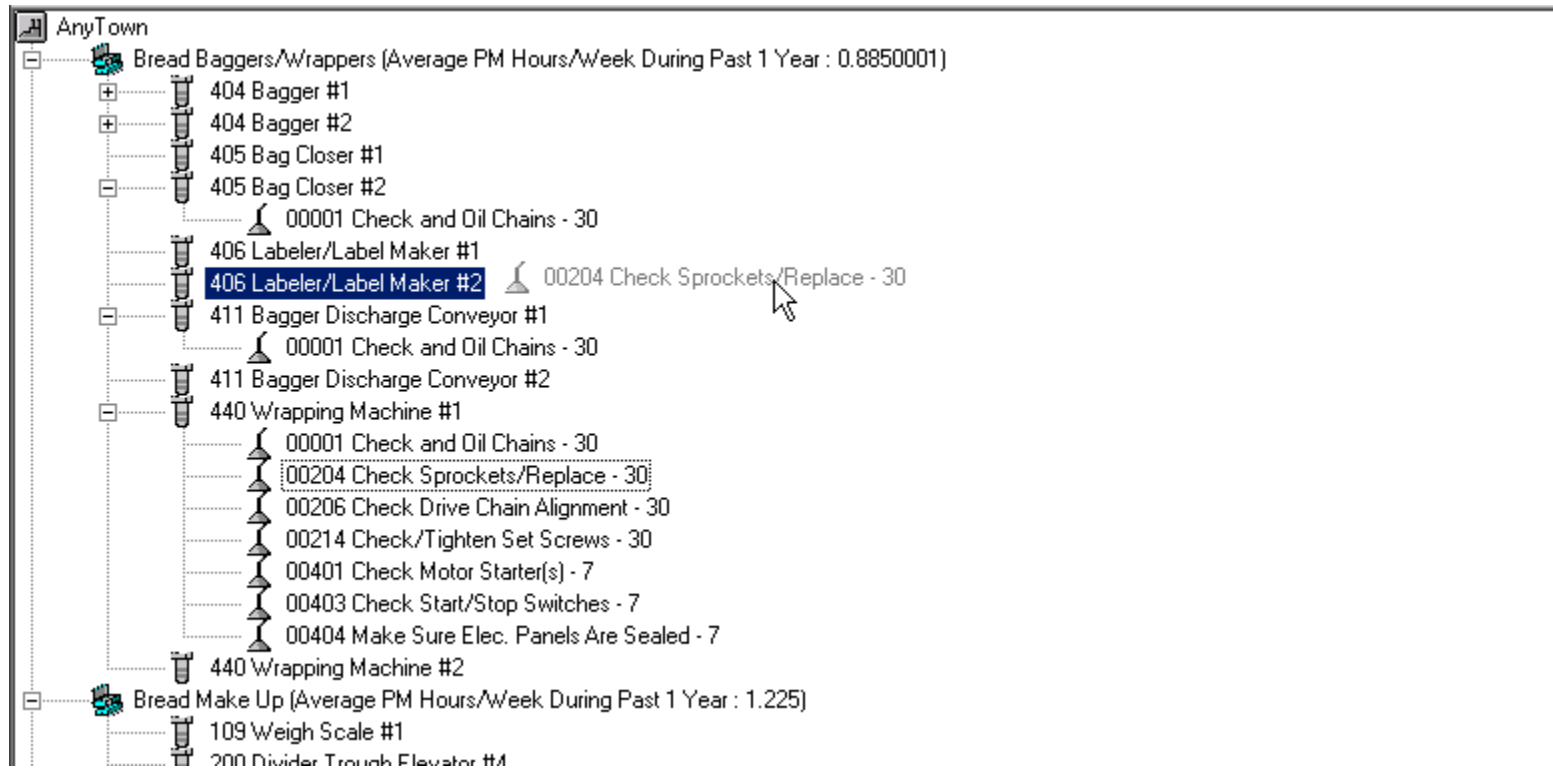 AnyTown
Bread Baggers/Wrappers (Average PM Hours/Week During Past 1 Year : 0.8850001)
404 Bagger #1
404 Bagger #2
405 Bag Closer #1
405 Bag Closer #2
00001 Check and Oil Chains - 30
406 Labeler/Label Maker #1
406 Labeler/Label Maker #2 00204 Check Sprockets/Replace - 30
411 Bagger Discharge Conveyor #1
00001 Check and Oil Chains - 30
411 Bagger Discharge Conveyor #2
440 Wrapping Machine #1
00001 Check and Oil Chains - 30
00204 Check Sprockets/Replace - 30
00206 Check Drive Chain Alignment - 30
00214 Check/Tighten Set Screws - 30
00401 Check Motor Starter(s) - 7
00403 Check Start/Stop Switches - 7
00404 Make Sure Elec. Panels Are Sealed - 7
440 Wrapping Machine #2
Bread Make Up (Average PM Hours/Week During Past 1 Year : 1.225)
109 Weigh Scale #1
200 Divider Trough Elevator #4